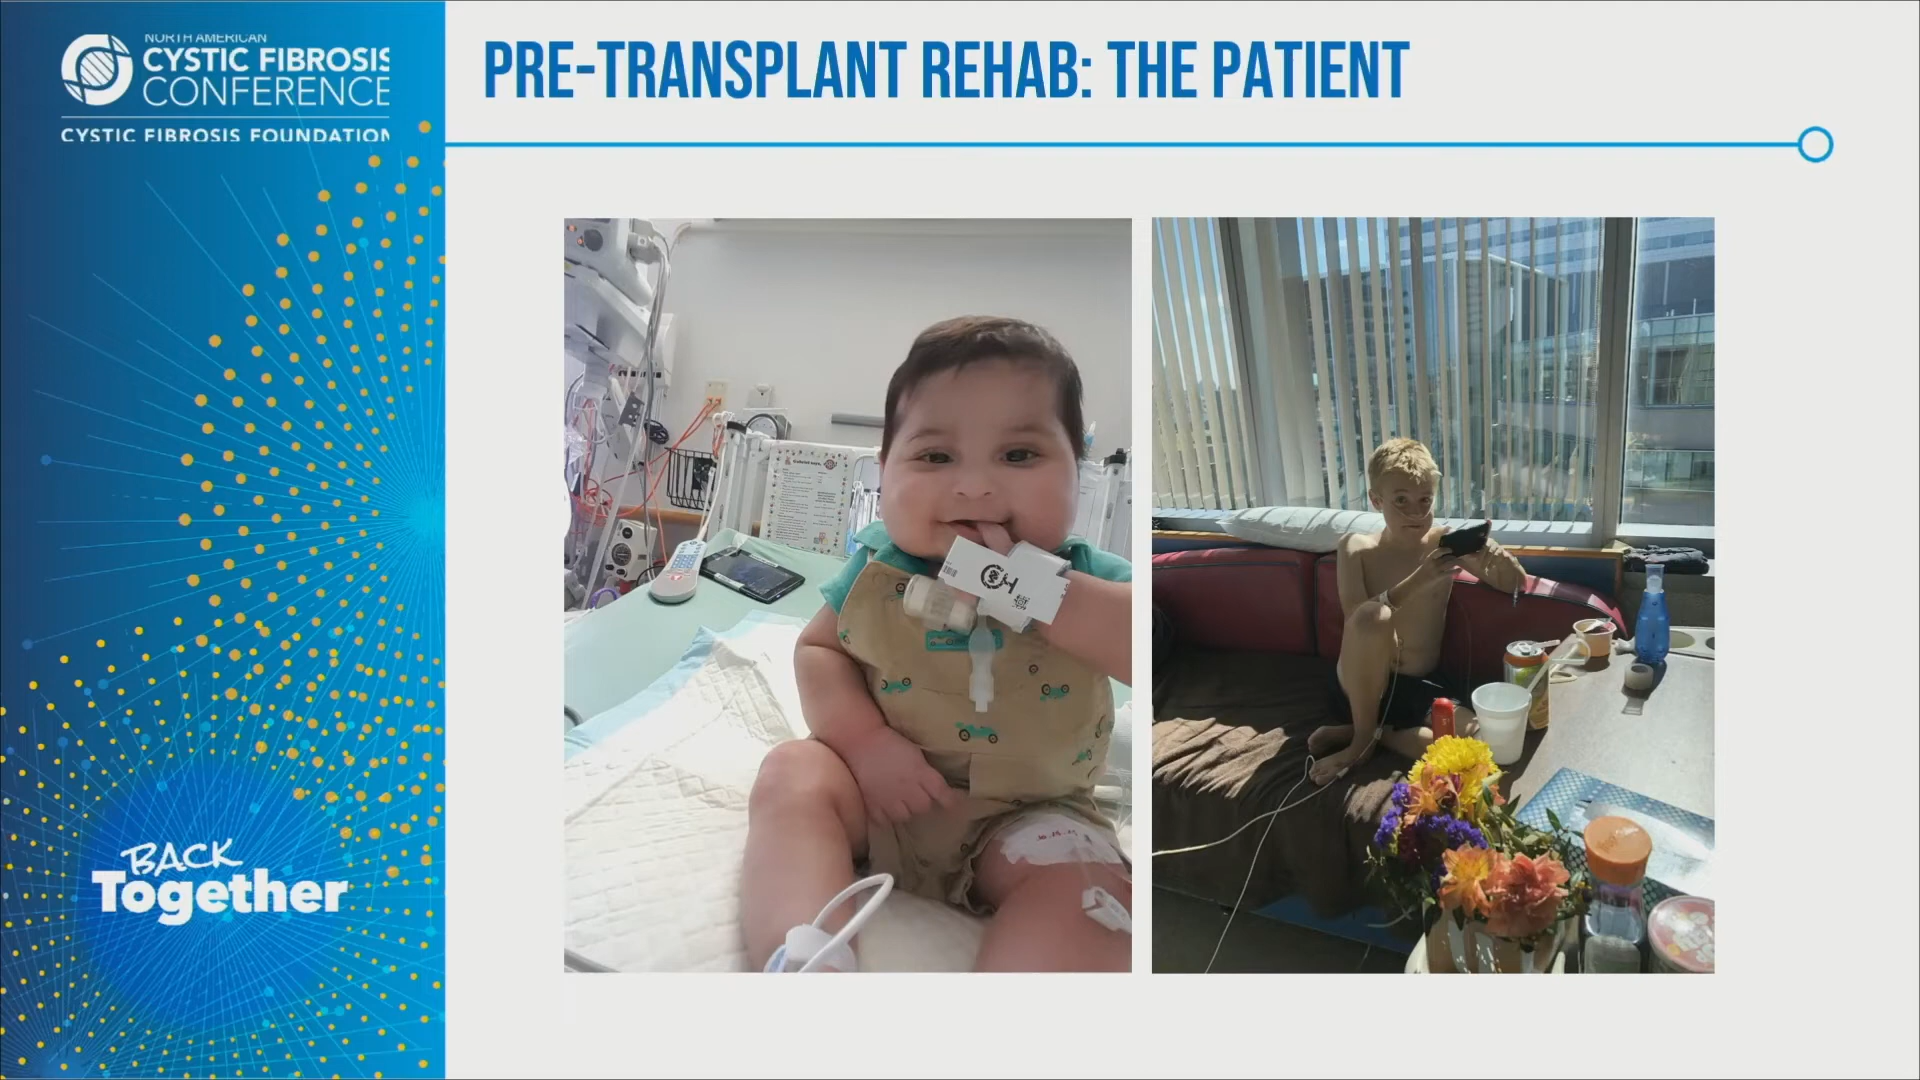 NORTH AMERICAN
CYSTIC FIBROSIS
CONFERENCE
CYSTIC FIBROSIS FOUNDATION
PRE-TRANSPLANT REHAB: THE PATIENT
BACK
Together